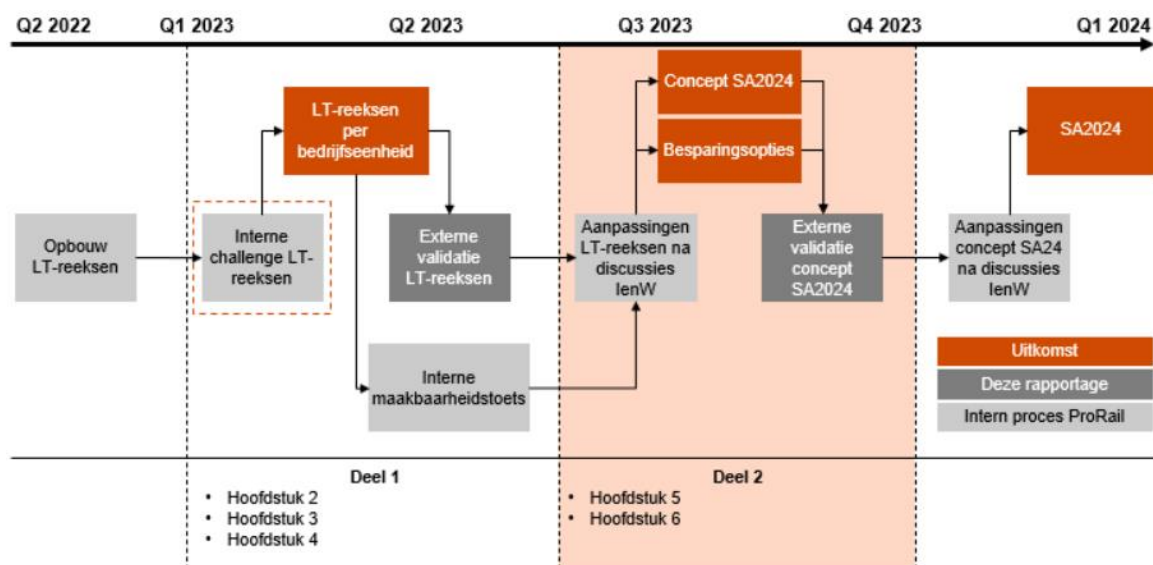 Q2 2022
Q1 2023
Q2 2023
Q3 2023
Q4 2023
Q1 2024
LT-reeksen
per
bedrijfseenheid
Concept SA2024
Besparingsopties
SA2024
Opbouw
LT-reeksen
Interne
challenge LT-
reeksen
Externe
validatie
LT-reeksen
Aanpassingen
LT-reeksen na
discussies
IenW
Externe
validatie
concept
SA2024
Aanpassingen
concept SA24
na discussies
IenW
Interne
maakbaarheidstoets
Uitkomst
Deze rapportage
Intern proces ProRail
Deel 1
• Hoofdstuk 2
• Hoofdstuk 3
• Hoofdstuk 4
Deel 2
• Hoofdstuk 5
• Hoofdstuk 6